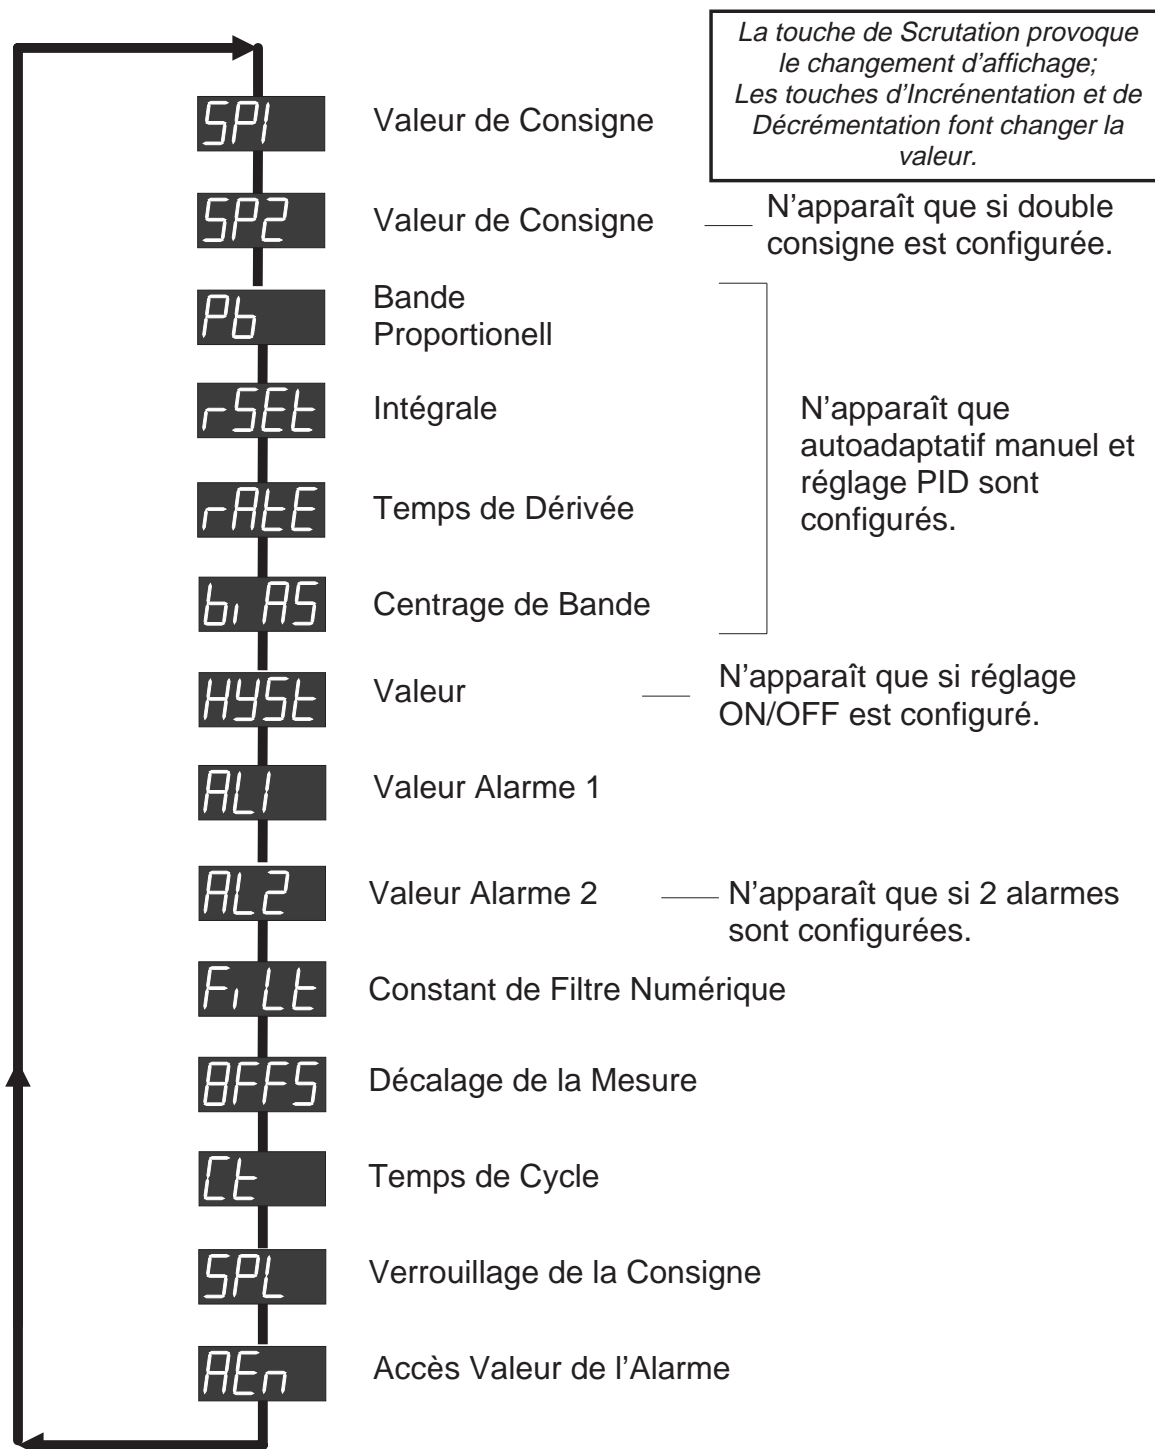 La touche de Scrutation provoque
le changement d'affichage;
Les touches d'Incrénentation et de
Décrémentation font changer la
valeur.
SP1
Valeur de Consigne
SP2
Valeur de Consigne
N'apparaît que si double
consigne est configurée.
Pb
Bande
Proportionell
rSEt
Intégrale
N'apparaît que
autoadaptatif manuel et
réglage PID sont
configurés.
rAtE
Temps de Dérivée
biAS
Centrage de Bande
HYSt
Valeur
N'apparaît que si réglage
ON/OFF est configuré.
AL1
Valeur Alarme 1
AL2
Valeur Alarme 2
N'apparaît que si 2 alarmes
sont configurées.
FiLt
Constant de Filtre Numérique
0FFS
Décalage de la Mesure
Ct
Temps de Cycle
SPL
Verrouillage de la Consigne
AEn
Accès Valeur de l'Alarme